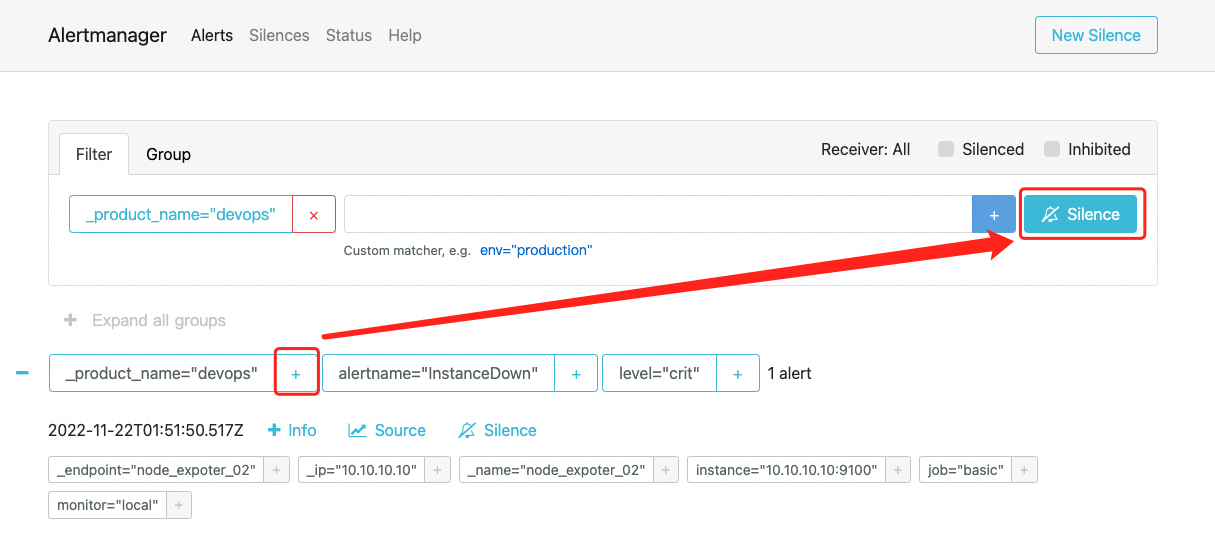 Alertmanager Alerts Silences Status Help New Silence
Filter Group Receiver: All Silenced Inhibited
_product_name="devops" × + Silence
Custom matcher, e.g. env="production"
+ Expand all groups
− _product_name="devops" + alertname="InstanceDown" + level="crit" + 1 alert
2022-11-22T01:51:50.517Z + Info Source Silence
_endpoint="node_expoter_02" + _ip="10.10.10.10" + _name="node_expoter_02" + instance="10.10.10.10:9100" + job="basic" +
monitor="local" +